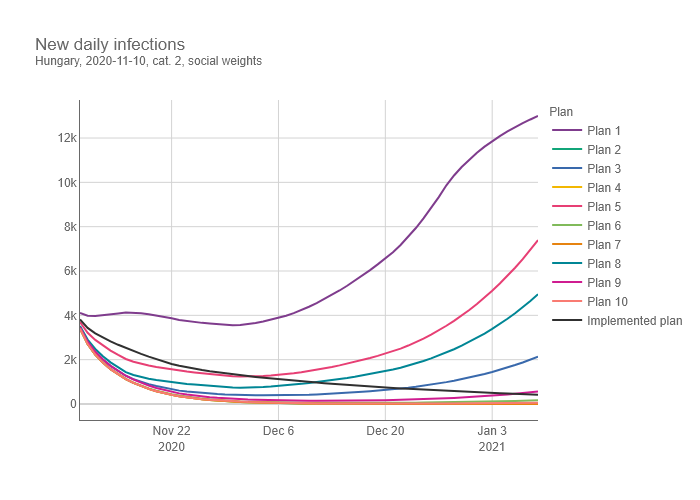 New daily infections
Hungary, 2020-11-10, cat. 2, social weights
Plan
Plan 1
Plan 2
Plan 3
Plan 4
Plan 5
Plan 6
Plan 7
Plan 8
Plan 9
Plan 10
Implemented plan
12k
10k
8k
6k
4k
2k
0
Nov 22 Dec 6 Dec 20 Jan 3
2020 2021